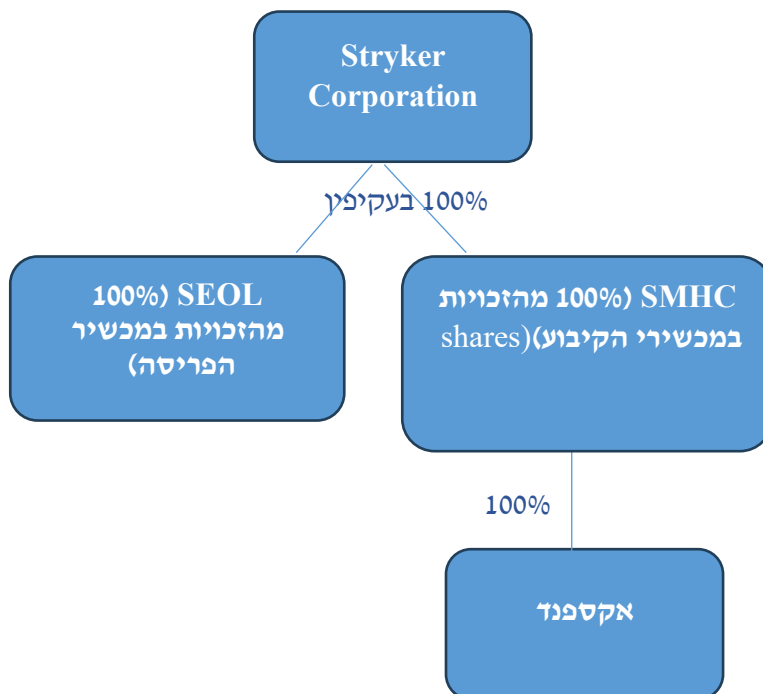 Stryker
Corporation
100% בעקיפין
SEOL (100%
מהזכויות במכשיר
הפריסה)
SMHC (100% מהזכויות
במכשירי הקיבוע)(shares
100%
אקספנד